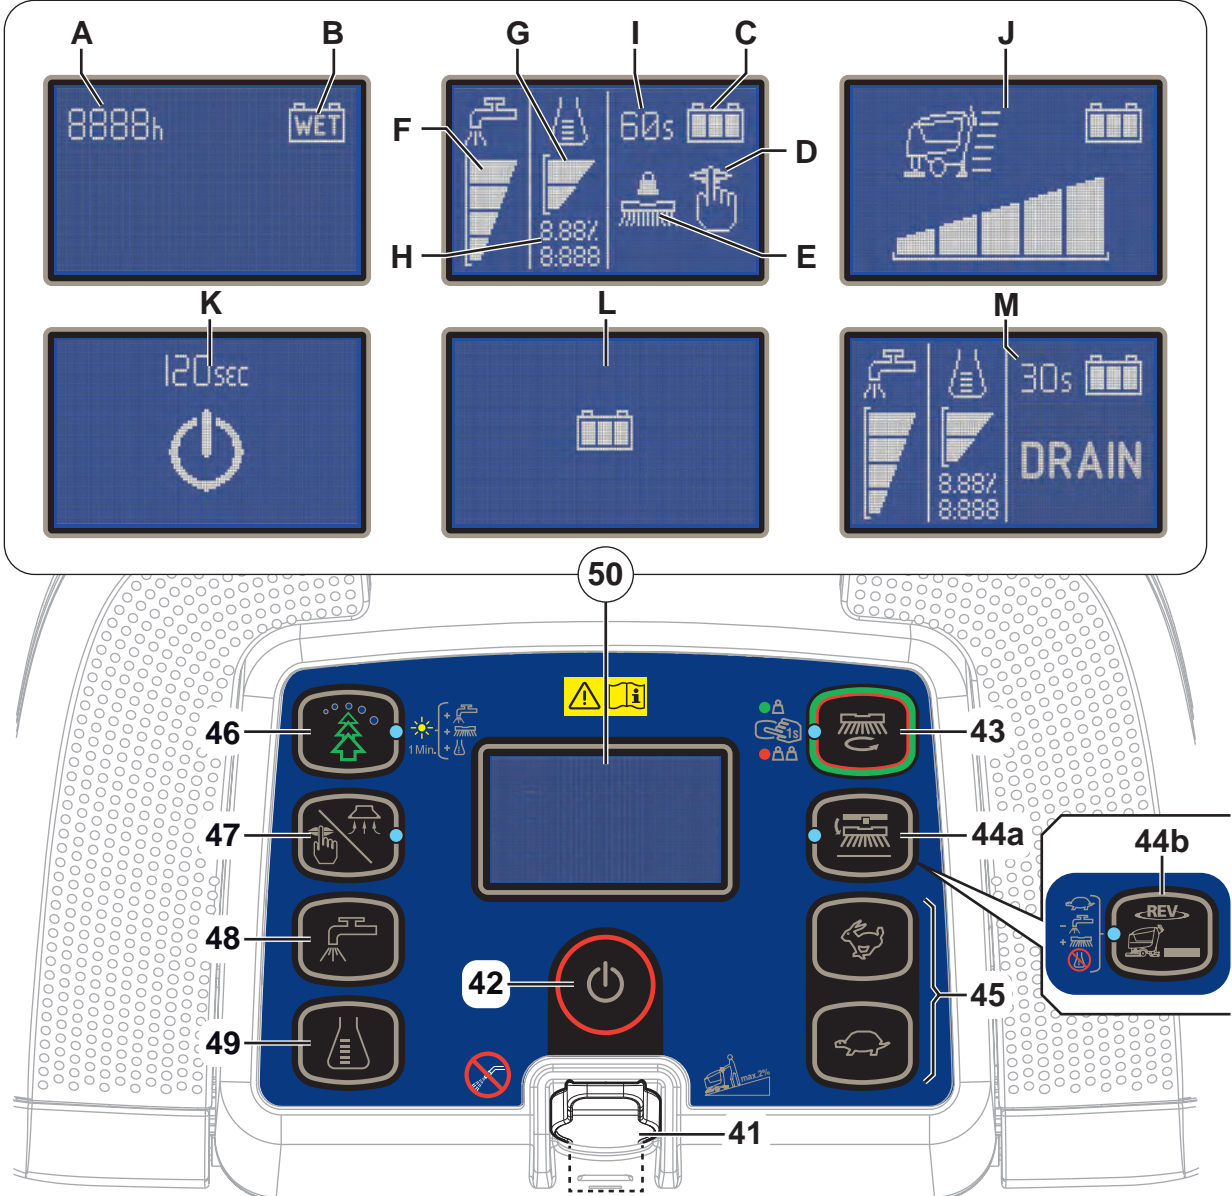 A B G I C J
8888h WET
60s
F
D
H 8.88% E
8:888
K L M
120sec
30s
DRAIN
8.88%
8:888
50
46 1 Min. + + + 1s 43
47 44a 44b
REV
48 - +
42 45
49
max.2%
41